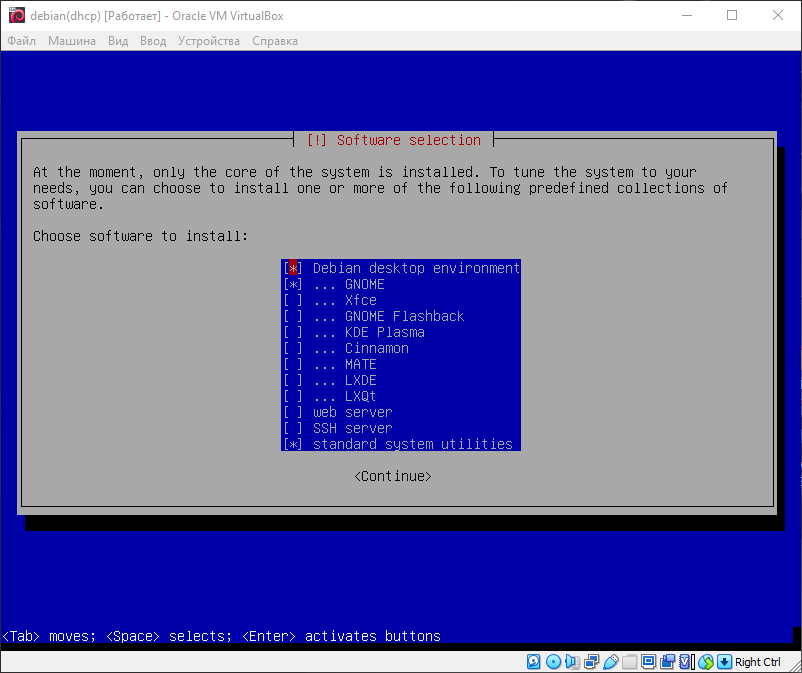 debian(dhcp) [Работает] - Oracle VM VirtualBox
Файл Машина Вид Ввод Устройства Справка
[!] Software selection
At the moment, only the core of the system is installed. To tune the system to your
needs, you can choose to install one or more of the following predefined collections of
software.
Choose software to install:
[*] Debian desktop environment
[*] ... GNOME
[ ] ... Xfce
[ ] ... GNOME Flashback
[ ] ... KDE Plasma
[ ] ... Cinnamon
[ ] ... MATE
[ ] ... LXDE
[ ] ... LXQt
[ ] web server
[ ] SSH server
[*] standard system utilities
<Continue>
<Tab> moves; <Space> selects; <Enter> activates buttons
Right Ctrl